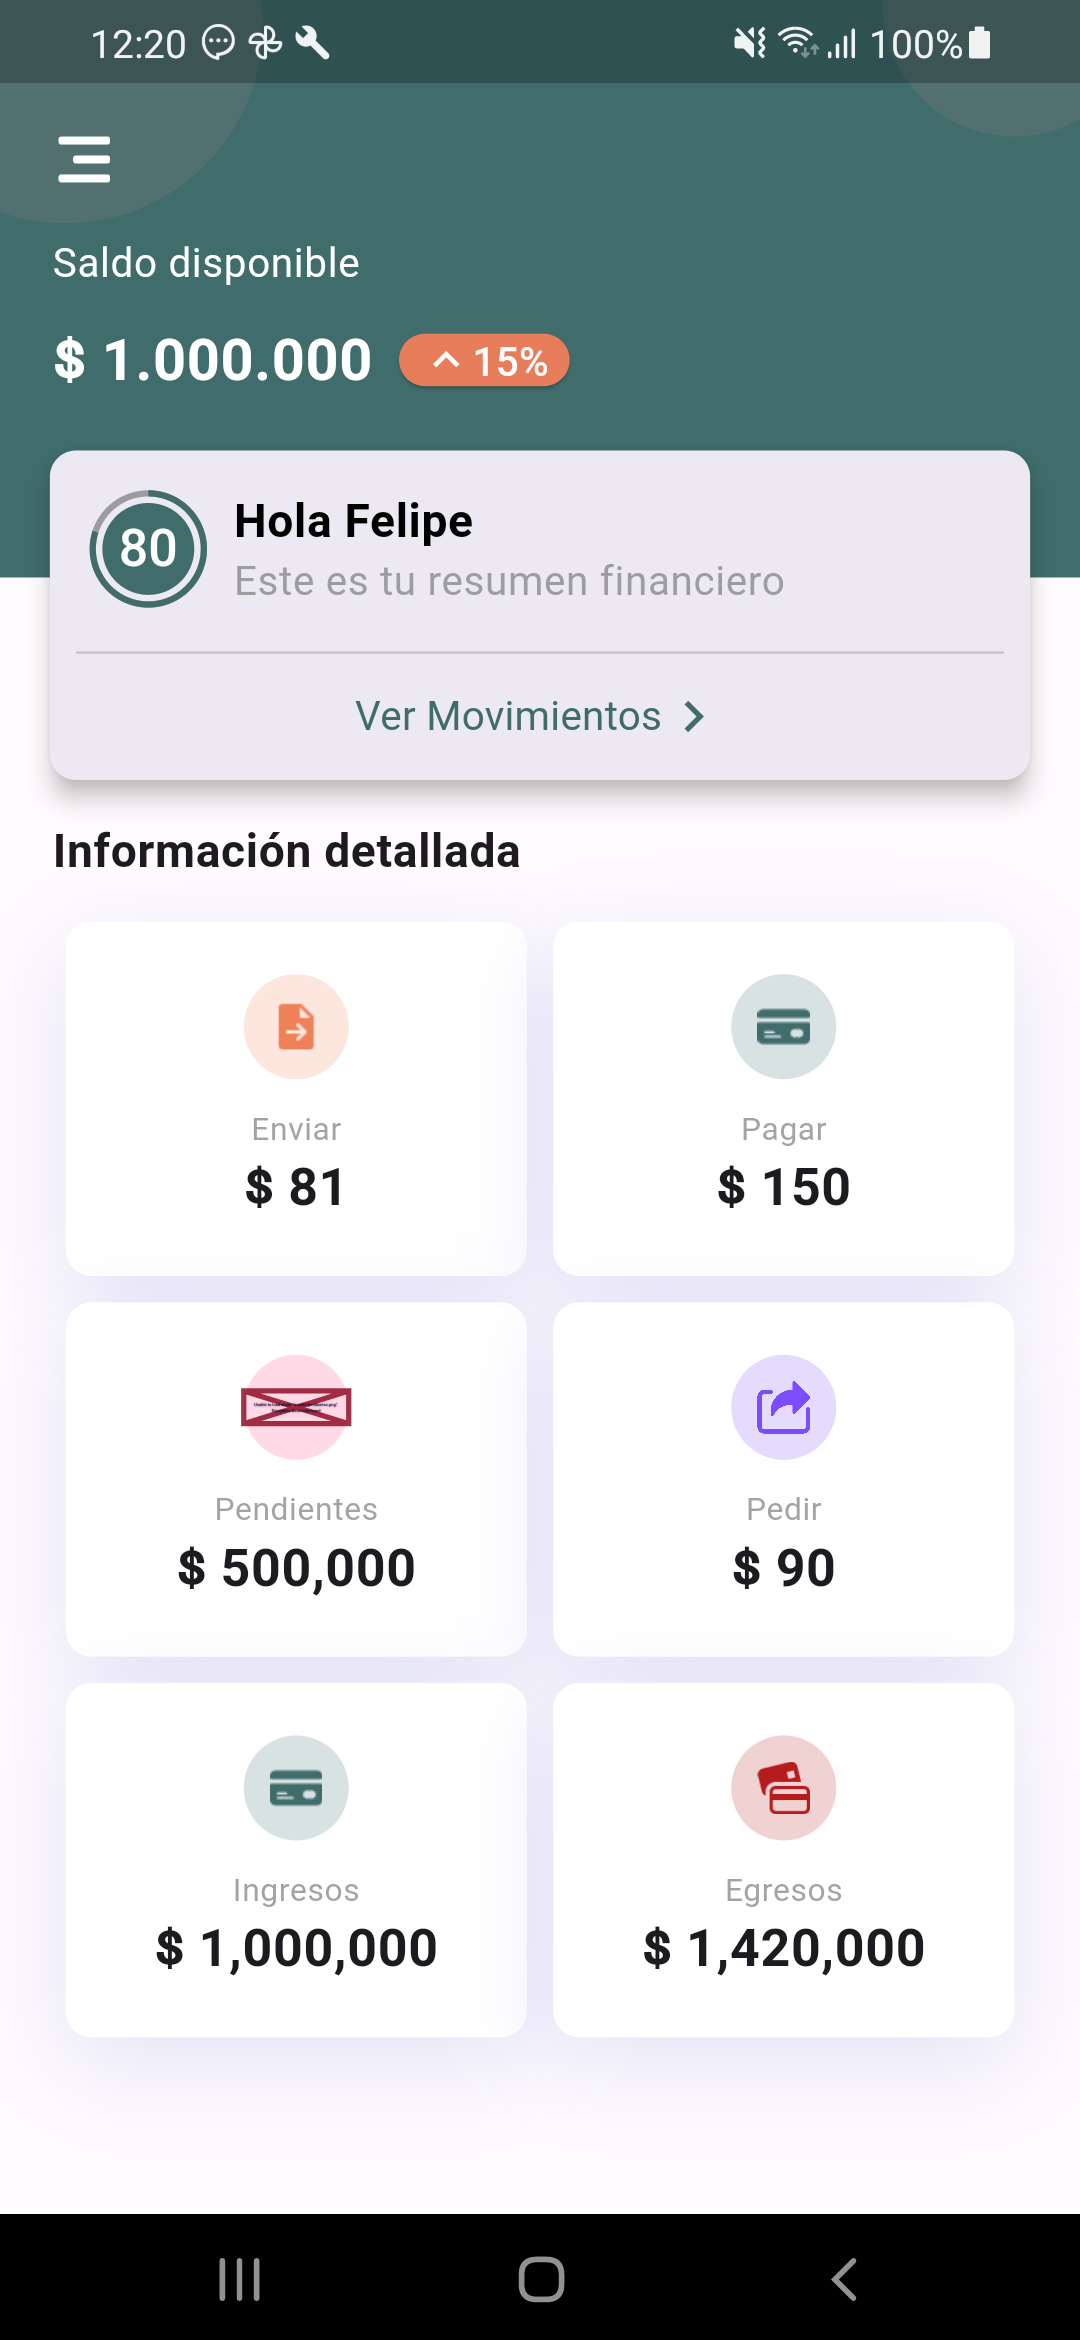 12:20
100%
Saldo disponible
$ 1.000.000
15%
80
Hola Felipe
Este es tu resumen financiero
Ver Movimientos
Información detallada
Enviar
$ 81
Pagar
$ 150
Pendientes
$ 500,000
Pedir
$ 90
Ingresos
$ 1,000,000
Egresos
$ 1,420,000